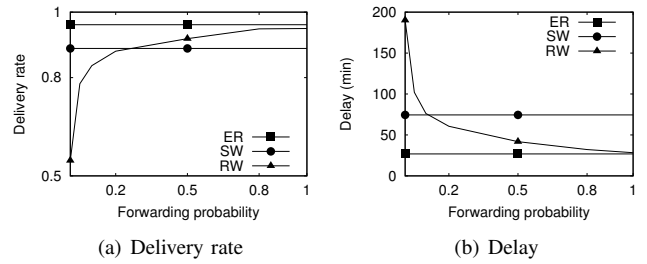 1
0.8
0.5
Delivery rate
ER
SW
RW
0.2 0.5 0.8 1
Forwarding probability
(a) Delivery rate
200
150
100
50
0
Delay (min)
ER
SW
RW
0.2 0.5 0.8 1
Forwarding probability
(b) Delay